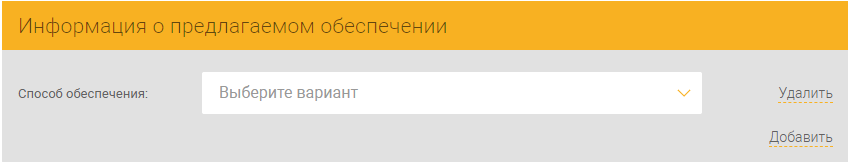 Информация о предлагаемом обеспечении
Способ обеспечения: Выберите вариант Удалить
Добавить